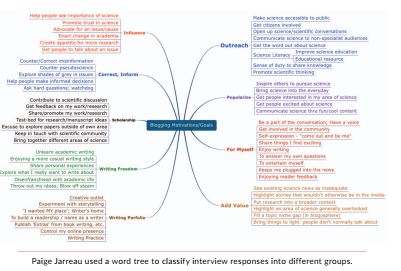 Help people see importance of science
Promote trust in science
Advocate for an issue/cause
Enact change in academia
Create appetite for more research
Get people to talk about an issue
Influence
Counter/Correct misinformation
Counter pseudoscience
Explore shades of grey in issues
Help people make informed decisions
Ask hard questions; watchdog
Correct, Inform
Contribute to scientific discussion
Get feedback on my work/research
Share/promote my work/research
Test-bed for research/manuscript ideas
Excuse to explore papers outside of own area
Keep in touch with scientific community
Bring together different areas of science
Scholarship
Unlearn academic writing
Enjoying a more casual writing style
Share personal experiences
Explore what I really want to write about
Disenfranchised with academic life
Throw out my ideas; Blow off steam
Writing Freedom
Creative outlet
Experiment with storytelling
'I wanted MY place'; Writer's home
To build a readership / name as a writer
Publish 'Extras' from book writing, etc.
Control my online presence
Writing Practice
Writing Porfolio
Blogging Motivations/Goals
Outreach
Make science accessible to public
Get citizens involved
Open up science/scientific conversations
Communicate science to non-specialist audiences
Get the word out about science
Science Literacy
Improve science education
Educational resource
Sense of duty to share knowledge
Promote scientific thinking
Popularize
Inspire others to pursue science
Bring science into the everyday
Get people interested in my area of science
Get people excited about science
Communicate science thru fun/cool content
For Myself
Be a part of the conversation; Have a voice
Get involved in the community
Self-expression - "come out and be me"
Share things I find exciting
Enjoy writing
To answer my own questions
To entertain myself
Keeps me plugged into the news
Enjoying reader feedback
Add Value
See existing science news as inadequate
Highlight stories that wouldn't otherwise be in the media
Put research into a broader context
Highlight an area of science generally overlooked
Fill a topic niche gap (in blogosphere)
Bring things to light people don't normally talk about
Paige Jarreau used a word tree to classify interview responses into different groups.